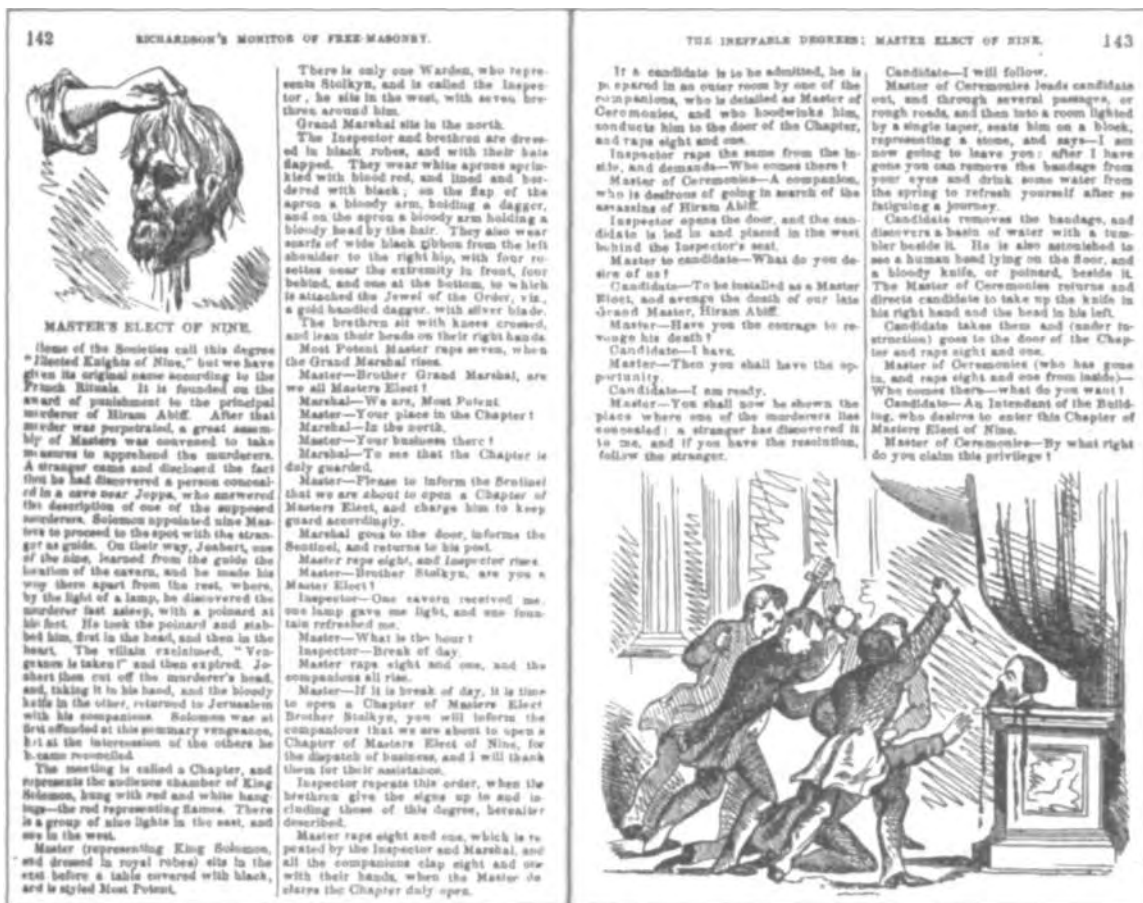 142
RICHARDSON'S MONITOR OF FREE-MASONRY.
MASTER'S ELECT OF NINE.
Some of the Societies call this degree
"Elected Knights of Nine," but we have
given its original name according to the
French Rituals. It is founded on the
award of punishment to the principal
murderer of Hiram Abiff. After that
murder was perpetrated, a great assem-
bly of Masters was convened to take
measures to apprehend the murderers.
A stranger came and disclosed the fact
that he had discovered a person conceal-
ed in a cave near Joppa, who answered
the description of one of the supposed
murderers. Solomon appointed nine Mas-
ters to proceed to the spot with the stran-
ger as guide. On their way, Joabert, one
of the nine, learned from the guide the
location of the cavern, and he made his
way there apart from the rest, where,
by the light of a lamp, he discovered the
murderer fast asleep, with a poinard at
his feet. He took the poinard and stab-
bed him, first in the head, and then in the
heart. The villain exclaimed, "Ven-
geance is taken!" and then expired. Jo-
abert then cut off the murderer's head,
and, taking it in his hand, and the bloody
knife in the other, returned to Jerusalem
with his companions. Solomon was at
first offended at this summary vengeance,
but at the intercession of the others he
became reconciled.
The meeting is called a Chapter, and
represents the audience chamber of King
Solomon, hung with red and white hang-
ings—the red representing flames. There
is a group of nine lights in the east, and
one in the west.
Master (representing King Solomon,
and dressed in royal robes) sits in the
east before a table covered with black,
and is styled Most Potent.
There is only one Warden, who repre-
sents Stolkyn, and is called the Inspec-
tor, he sits in the west, with seven bre-
thren around him.
Grand Marshal sits in the north.
The Inspector and brethren are dress-
ed in black robes, and with their hats
flapped. They wear white aprons sprin-
kled with blood red, and lined and bor-
dered with black; on the flap of the
apron a bloody arm, holding a dagger,
and on the apron a bloody arm holding a
bloody head by the hair. They also wear
scarfs of wide black ribbon from the left
shoulder to the right hip, with four ro-
settes near the extremity in front, four
behind, and one at the bottom, to which
is attached the Jewel of the Order, viz.,
a gold handled dagger, with silver blade.
The brethren sit with knees crossed,
and lean their heads on their right hands.
Most Potent Master raps seven, when
the Grand Marshal rises.
Master—Brother Grand Marshal, are
we all Masters Elect?
Marshal—We are, Most Potent.
Master—Your place in the Chapter?
Marshal—In the north.
Master—Your business there?
Marshal—To see that the Chapter is
duly guarded.
Master—Please to inform the Sentinel
that we are about to open a Chapter of
Masters Elect, and charge him to keep
guard accordingly.
Marshal goes to the door, informs the
Sentinel, and returns to his post.
Master raps eight, and Inspector rises.
Master—Brother Stolkyn, are you a
Master Elect?
Inspector—One cavern received me,
one lamp gave me light, and one foun-
tain refreshed me.
Master—What is the hour?
Inspector—Break of day.
Master raps eight and one, and the
companions all rise.
Master—If it is break of day, it is time
to open a Chapter of Masters Elect.
Brother Stolkyn, you will inform the
companions that we are about to open a
Chapter of Masters Elect of Nine, for
the dispatch of business, and I will thank
them for their assistance.
Inspector repeats this order, when the
brethren give the signs up to and in-
cluding those of this degree, hereafter
described.
Master raps eight and one, which is re-
peated by the Inspector and Marshal, and
all the companions clap eight and one
with their hands, when the Master de-
clares the Chapter duly open.
THE INEFFABLE DEGREES; MASTER ELECT OF NINE.
143
If a candidate is to be admitted, he is
prepared in an outer room by one of the
companions, who is detailed as Master of
Ceremonies, and who hoodwinks him,
conducts him to the door of the Chapter,
and raps eight and one.
Inspector raps the same from the in-
side, and demands—Who comes there?
Master of Ceremonies—A companion,
who is desirous of going in search of the
assassins of Hiram Abiff.
Inspector opens the door, and the can-
didate is led in and placed in the west
behind the Inspector's seat.
Master to candidate—What do you de-
sire of us?
Candidate—To be installed as a Master
Elect, and avenge the death of our late
Grand Master, Hiram Abiff.
Master—Have you the courage to re-
venge his death?
Candidate—I have.
Master—Then you shall have the op-
portunity.
Candidate—I am ready.
Master—You shall now be shown the
place where one of the murderers lies
concealed: a stranger has discovered it
to me, and if you have the resolution,
follow the stranger.
Candidate—I will follow.
Master of Ceremonies leads candidate
out, and through several passages, or
rough roads, and then into a room lighted
by a single taper, seats him on a block,
representing a stone, and says—I am
now going to leave you: after I have
gone you can remove the bandage from
your eyes and drink some water from
the spring to refresh yourself after so
fatiguing a journey.
Candidate removes the bandage, and
discovers a basin of water with a tum-
bler beside it. He is also astonished to
see a human head lying on the floor, and
a bloody knife, or poinard, beside it.
The Master of Ceremonies returns and
directs candidate to take up the knife in
his right hand and the head in his left.
Candidate takes them and (under in-
struction) goes to the door of the Chap-
ter and raps eight and one.
Master of Ceremonies (who has gone
in, and raps eight and one from inside)—
Who comes there—what do you want?
Candidate—An Intendent of the Build-
ing, who desires to enter this Chapter of
Masters Elect of Nine.
Master of Ceremonies—By what right
do you claim this privilege?